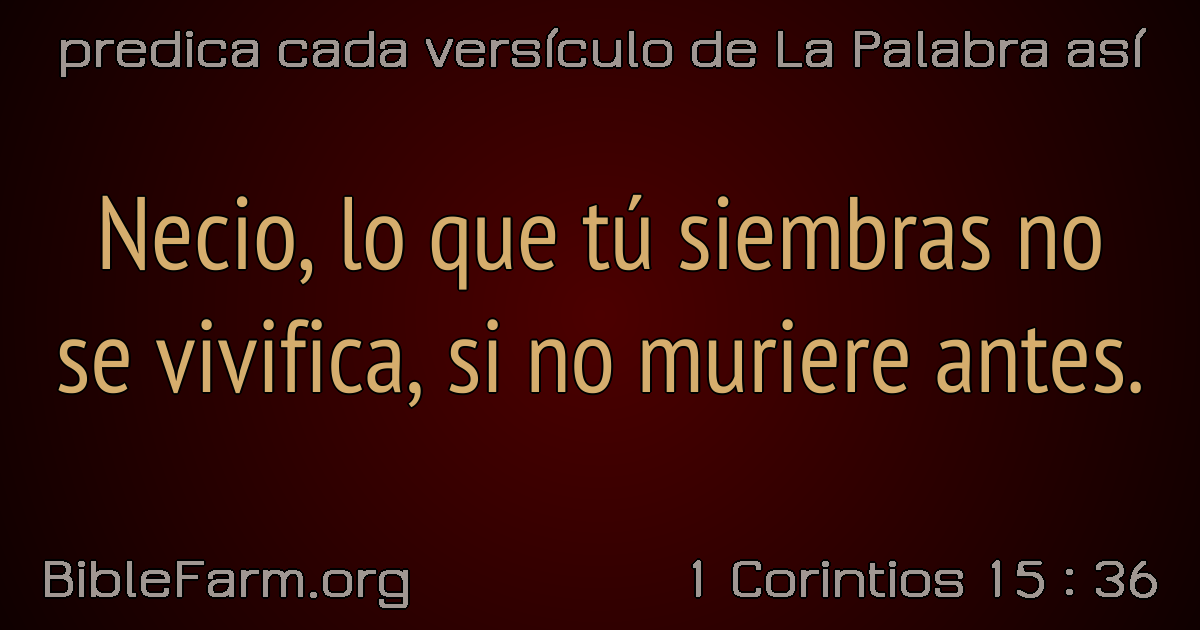 predica cada versículo de La Palabra así
Necio, lo que tú siembras no
se vivifica, si no muriere antes.
BibleFarm.org
1 Corintios 15 : 36